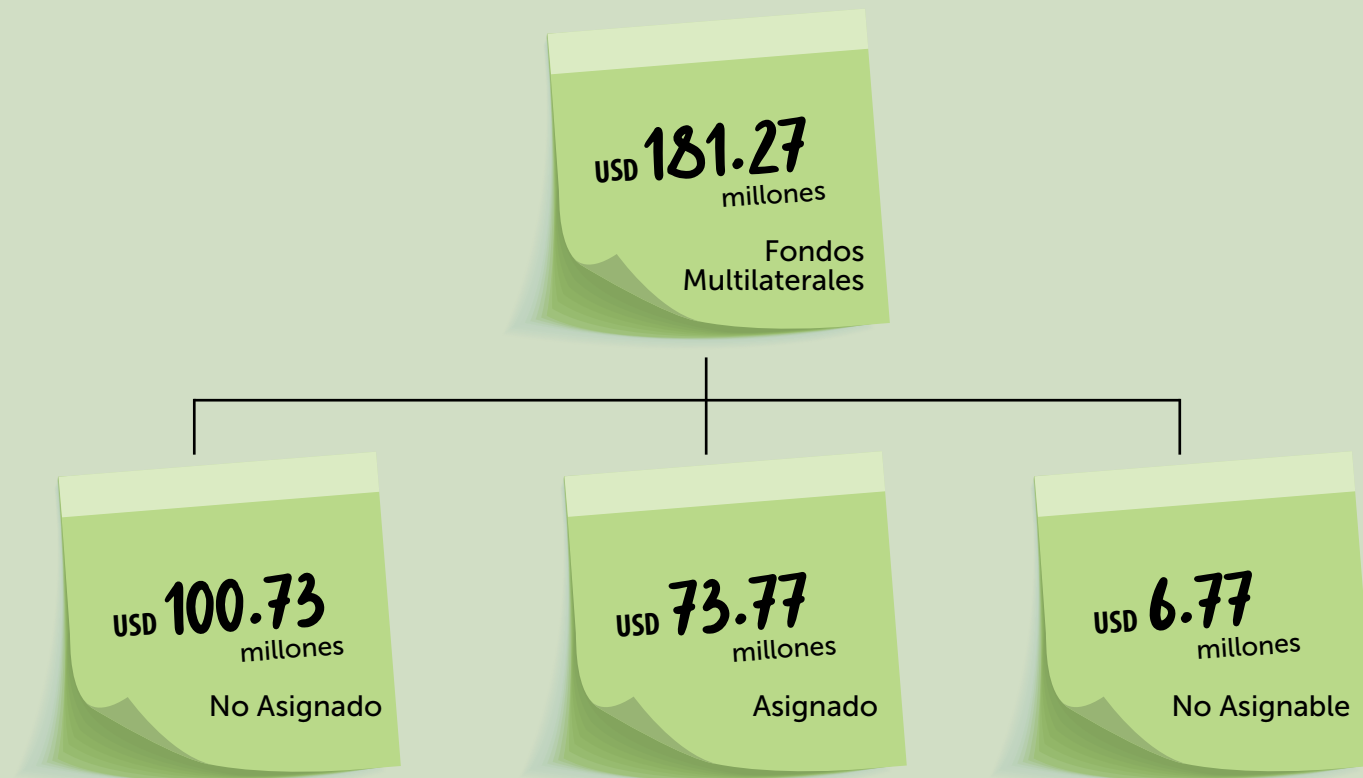 USD 181.27
millones
Fondos
Multilaterales
USD 100.73
millones
No Asignado
USD 73.77
millones
Asignado
USD 6.77
millones
No Asignable